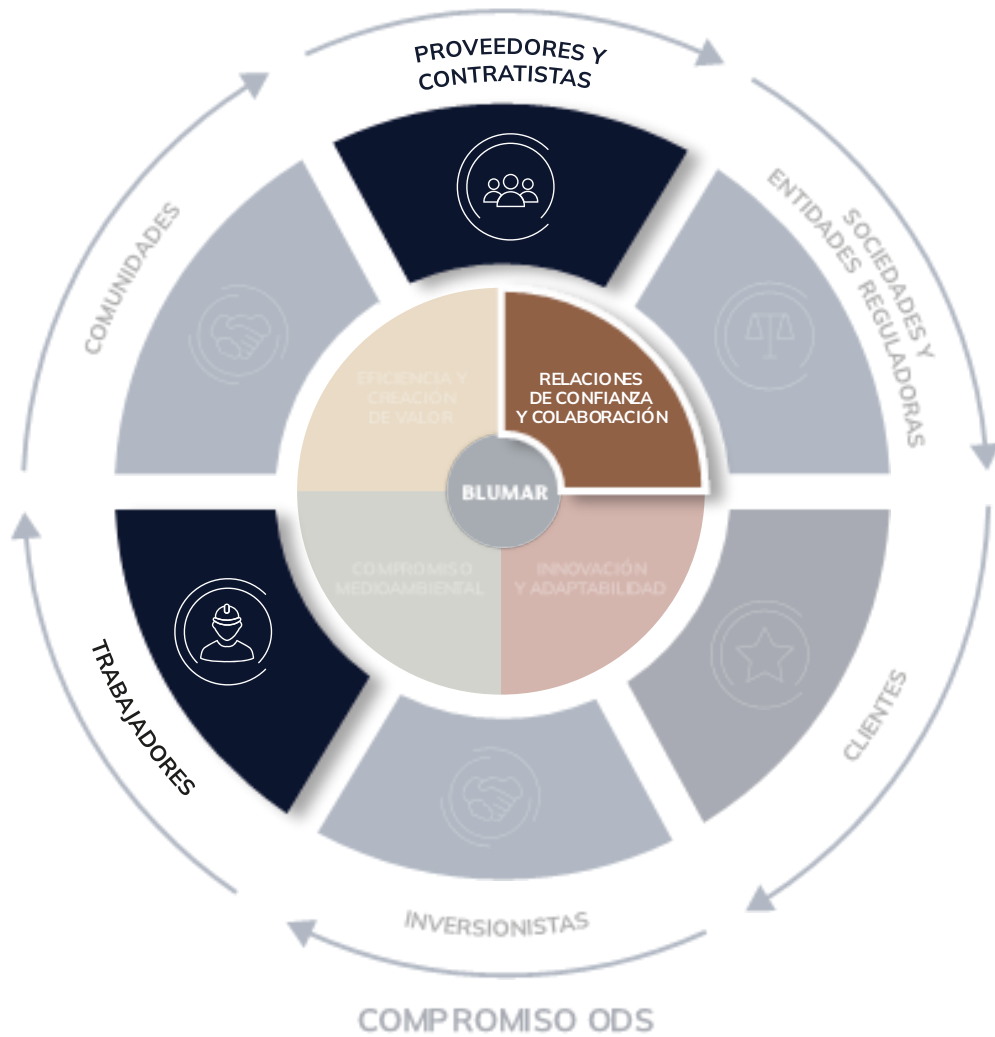 PROVEEDORES Y
CONTRATISTAS
COMUNIDADES
SOCIEDADES Y
ENTIDADES REGULADORAS
EFICIENCIA Y
CREACIÓN
DE VALOR
RELACIONES
DE CONFIANZA
Y COLABORACIÓN
BLUMAR
COMPROMISO
MEDIOAMBIENTAL
INNOVACIÓN
Y ADAPTABILIDAD
TRABAJADORES
CLIENTES
INVERSIONISTAS
COMPROMISO ODS